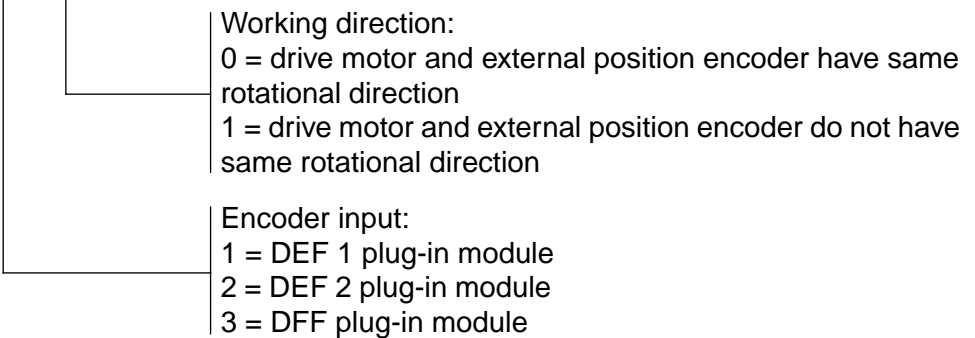 Working direction:
0 = drive motor and external position encoder have same
rotational direction
1 = drive motor and external position encoder do not have
same rotational direction
Encoder input:
1 = DEF 1 plug-in module
2 = DEF 2 plug-in module
3 = DFF plug-in module